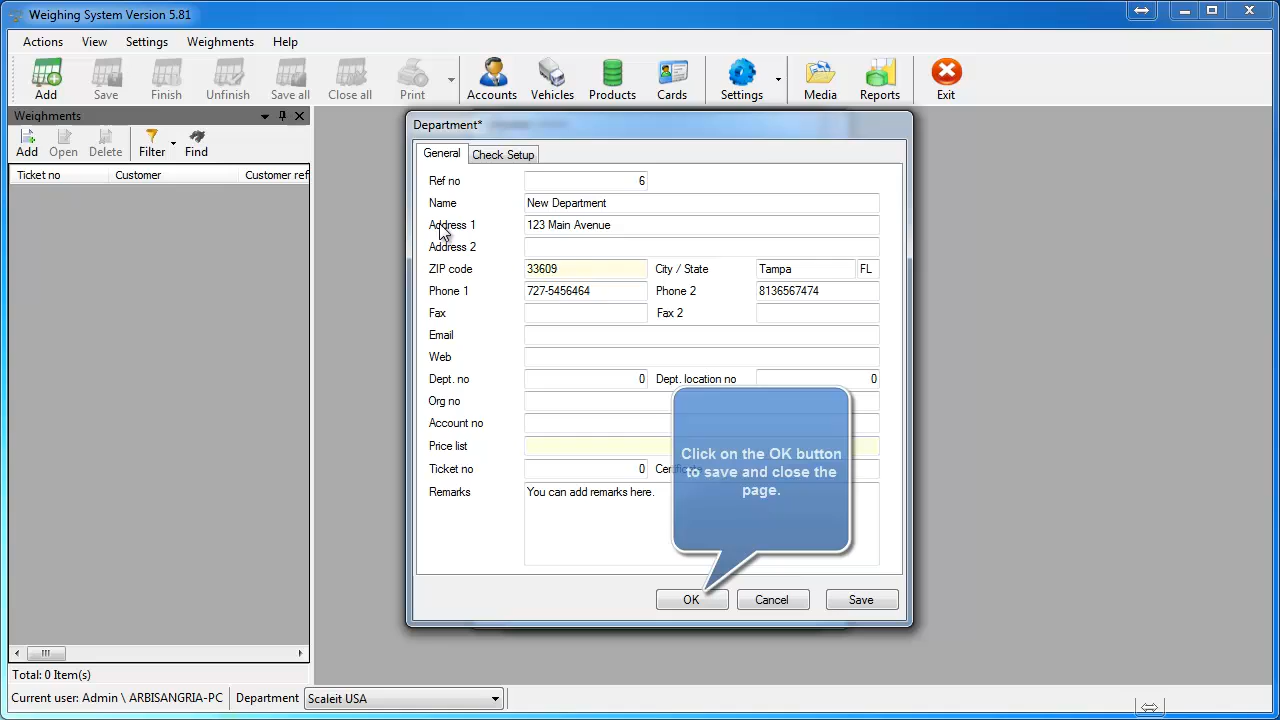 Weighing System Version 5.81
Actions View Settings Weighments Help
Add Save Finish Unfinish Save all Close all Print Accounts Vehicles Products Cards Settings Media Reports Exit
Weighments
Add Open Delete Filter Find
Ticket no Customer Customer ref
Department*
General Check Setup
Ref no 6
Name New Department
Address 1 123 Main Avenue
Address 2
ZIP code 33609 City / State Tampa FL
Phone 1 727-5456464 Phone 2 8136567474
Fax Fax 2
Email
Web
Dept. no 0 Dept. location no 0
Org no
Account no
Price list
Ticket no 0
Remarks You can add remarks here.
Click on the OK button
to save and close the
page.
OK Cancel Save
Total: 0 Item(s)
Current user: Admin \ ARBISANGRIA-PC Department Scaleit USA